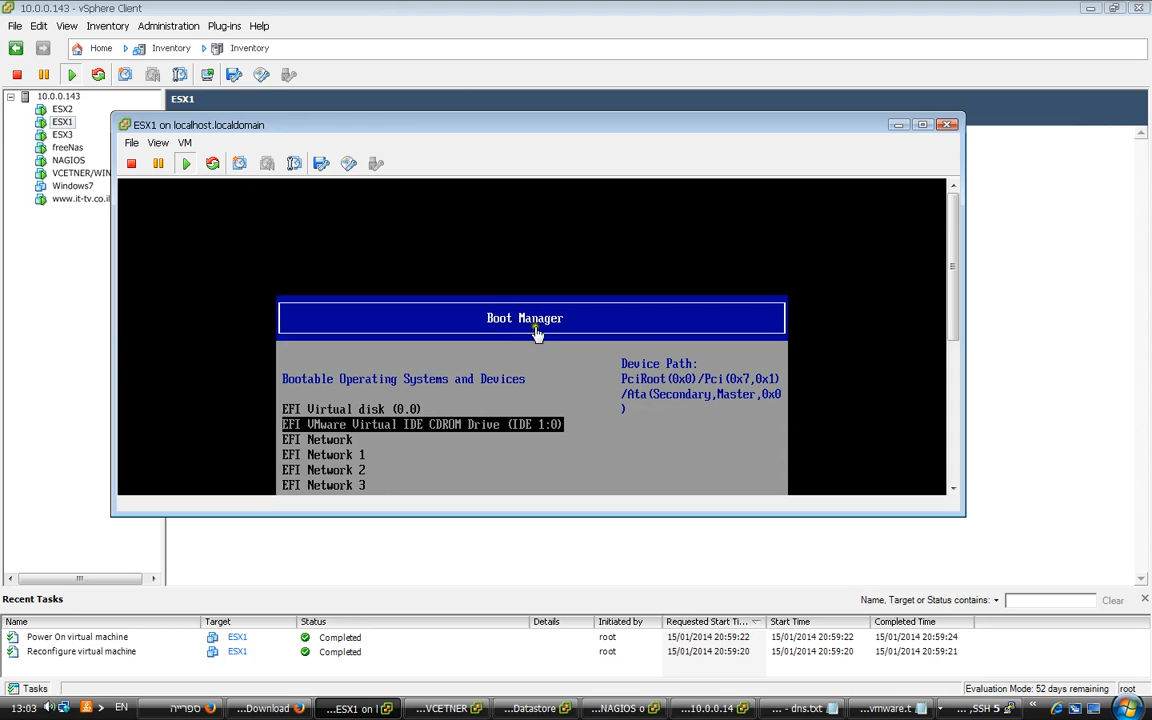 10.0.0.143 - vSphere Client
File Edit View Inventory Administration Plug-ins Help
Home Inventory Inventory
10.0.0.143
ESX2
ESX1
ESX3
freeNas
NAGIOS
VCETNER/WIN
Windows7
www.it-tv.co.il
ESX1
ESX1 on localhost.localdomain
File View VM
Boot Manager
Device Path:
PciRoot(0x0)/Pci(0x7,0x1)
/Ata(Secondary,Master,0x0
)
Bootable Operating Systems and Devices
EFI Virtual disk (0.0)
EFI VMware Virtual IDE CDROM Drive (IDE 1:0)
EFI Network
EFI Network 1
EFI Network 2
EFI Network 3
Recent Tasks
Name, Target or Status contains: Clear
Name Target Status Details Initiated by Requested Start Ti... Start Time Completed Time
Power On virtual machine ESX1 Completed root 15/01/2014 20:59:22 15/01/2014 20:59:22 15/01/2014 20:59:24
Reconfigure virtual machine ESX1 Completed root 15/01/2014 20:59:20 15/01/2014 20:59:20 15/01/2014 20:59:21
Tasks
Evaluation Mode: 52 days remaining root
13:03 EN ספרייה ...Download ...ESX1 on l ...VCETNER ...Datastore ...NAGIOS o ...10.0.0.14 ... - dns.txt ...vmware.t ...,SSH 5